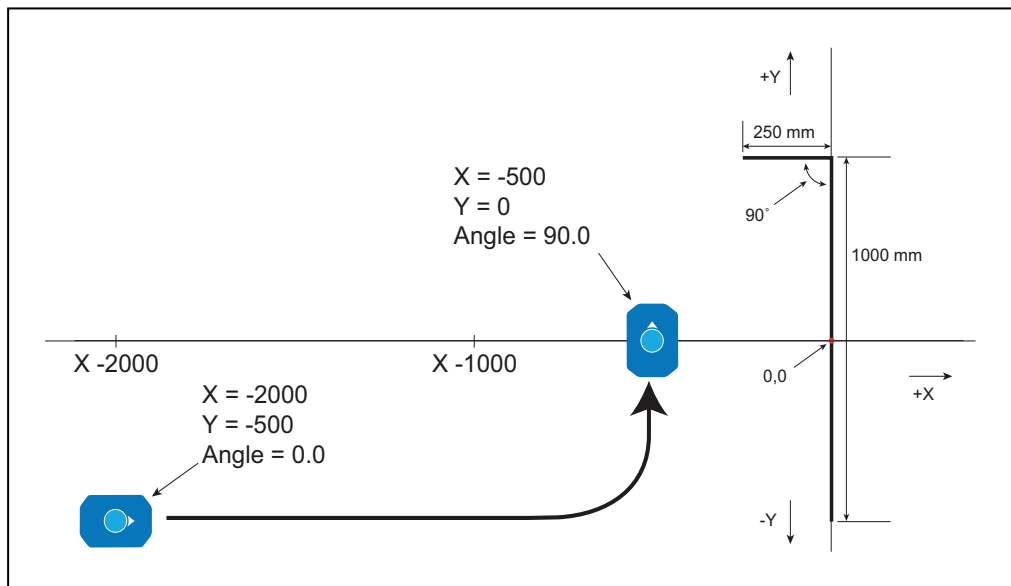 +Y
250 mm
X = -500
Y = 0
Angle = 90.0
90˚
1000 mm
X -2000
X -1000
0,0
+X
X = -2000
Y = -500
Angle = 0.0
-Y